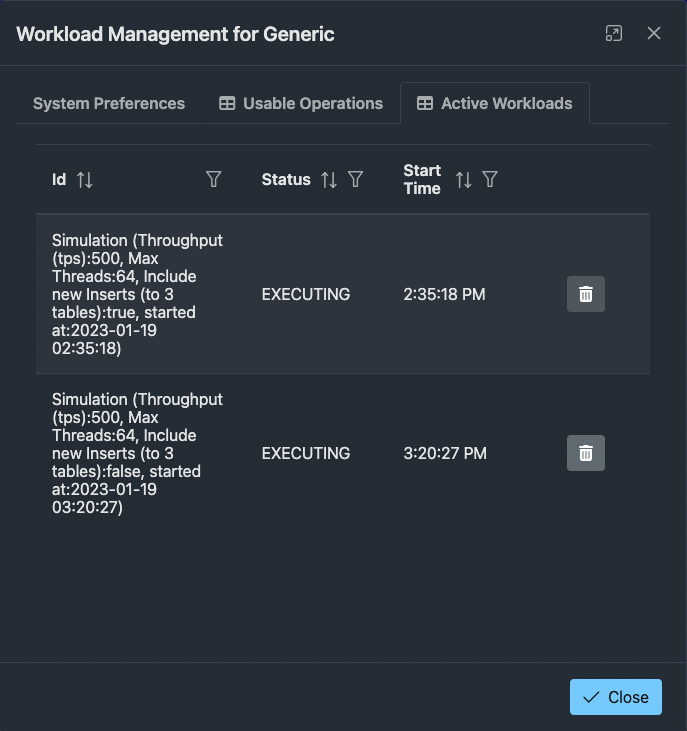 Workload Management for Generic
System Preferences
Usable Operations
Active Workloads
Id
Status
Start
Time
Simulation (Throughput
(tps):500, Max
Threads:64, Include
new Inserts (to 3
tables):true, started
at:2023-01-19
02:35:18)
EXECUTING
2:35:18 PM
Simulation (Throughput
(tps):500, Max
Threads:64, Include
new Inserts (to 3
tables):false, started
at:2023-01-19
03:20:27)
EXECUTING
3:20:27 PM
Close